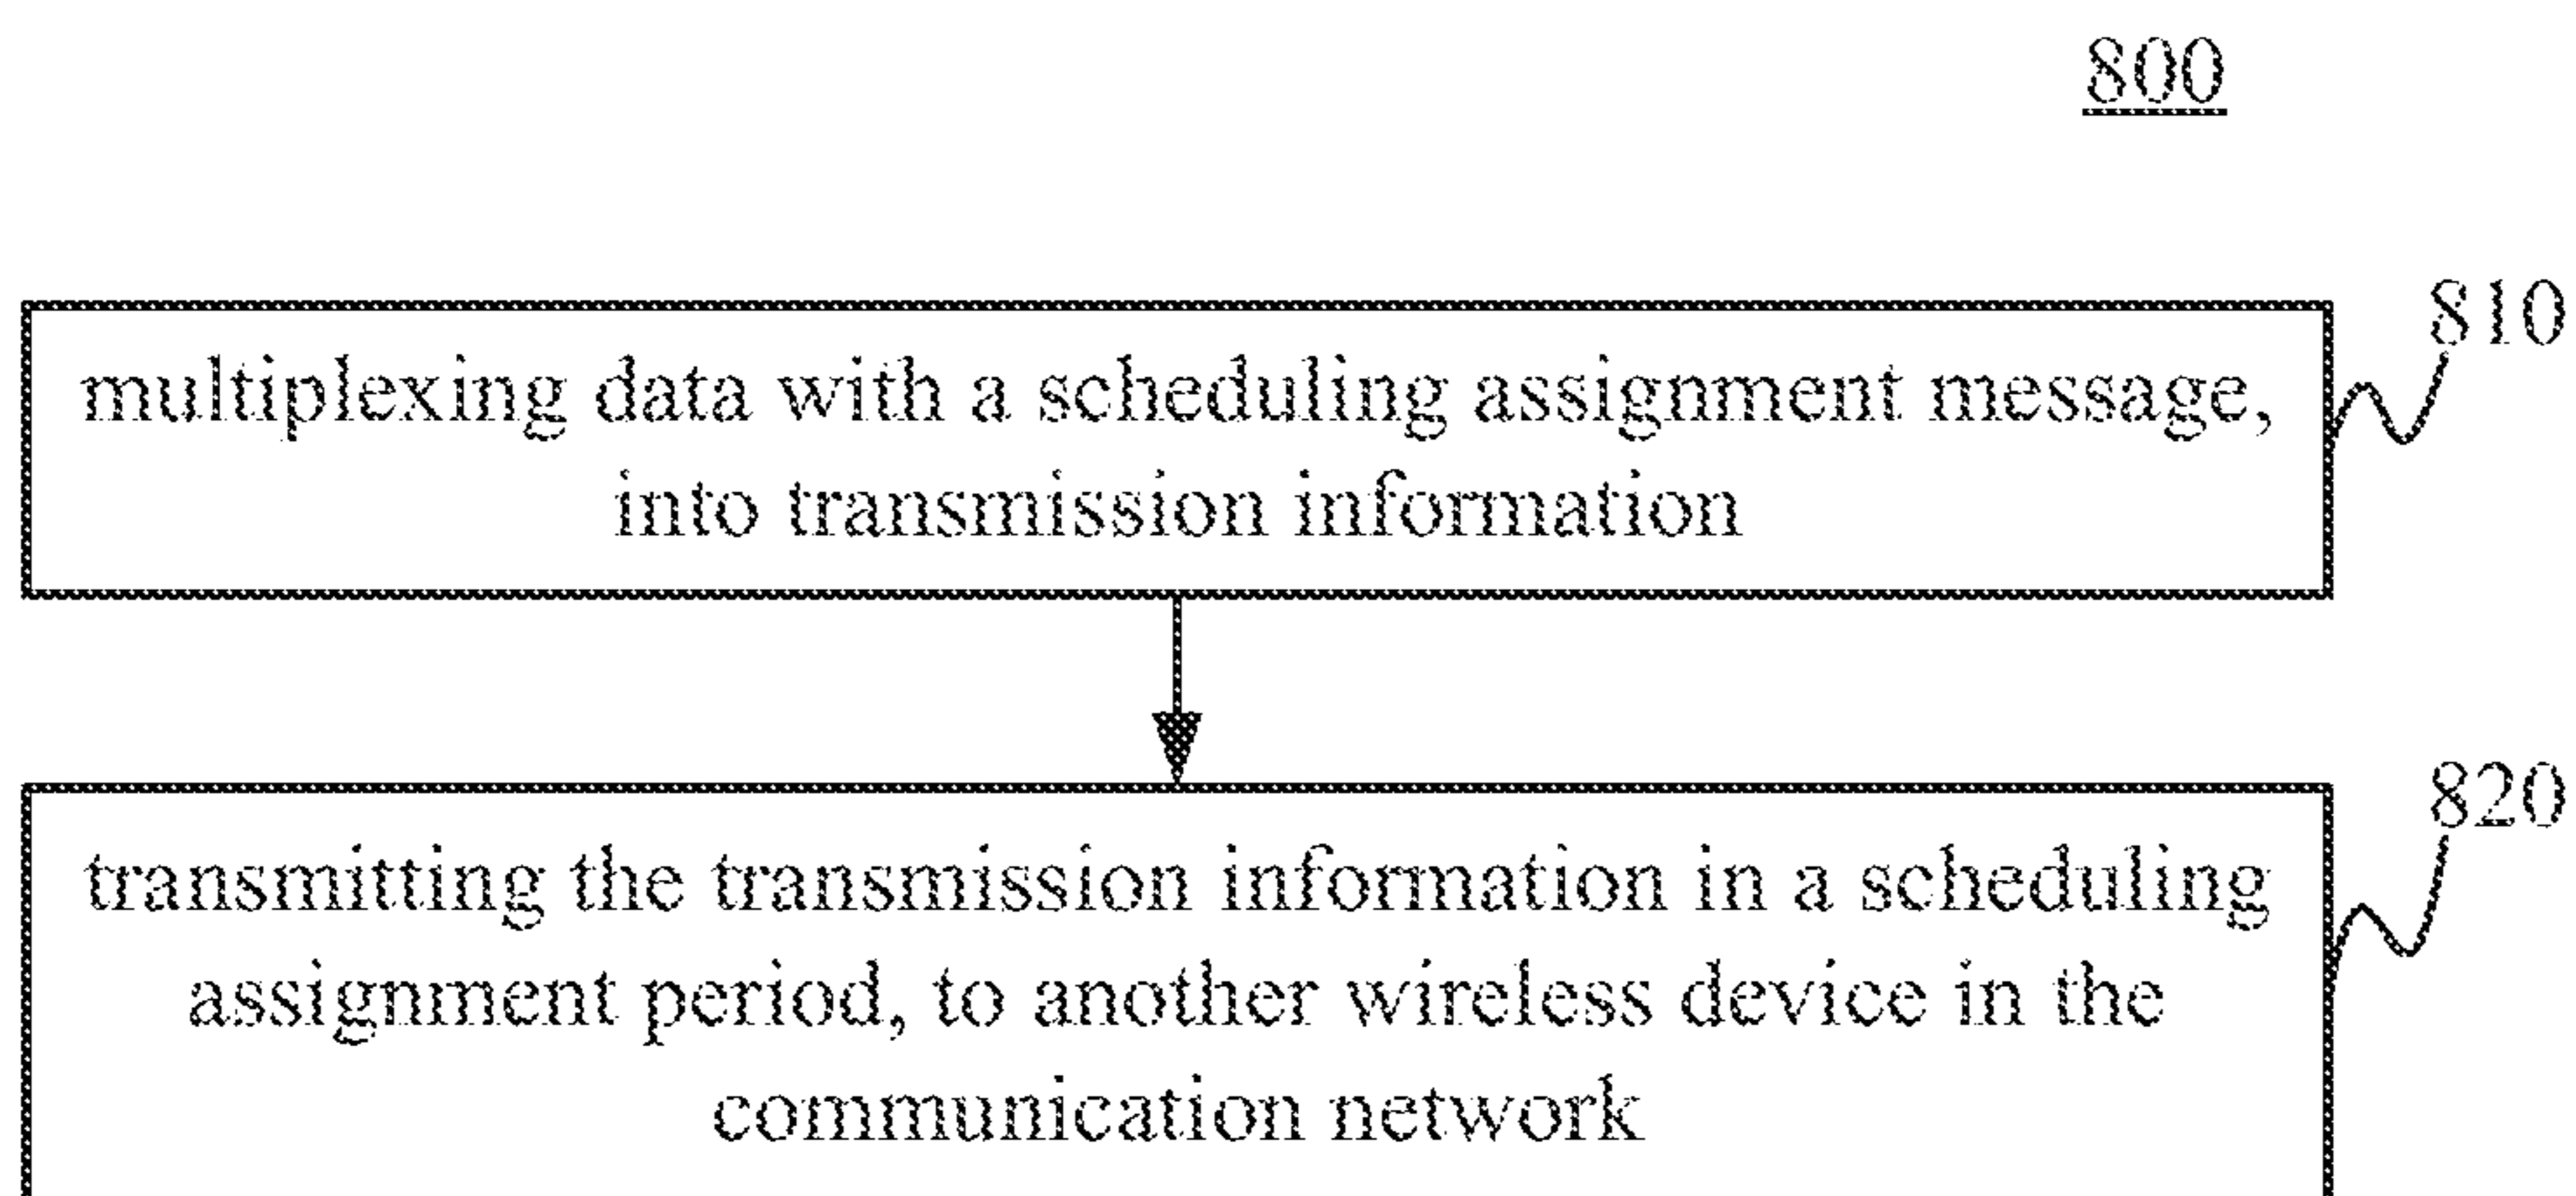 800
810
multiplexing data with a scheduling assignment message,
into transmission information
820
transmitting the transmission information in a scheduling
assignment period, to another wireless device in the
communication network